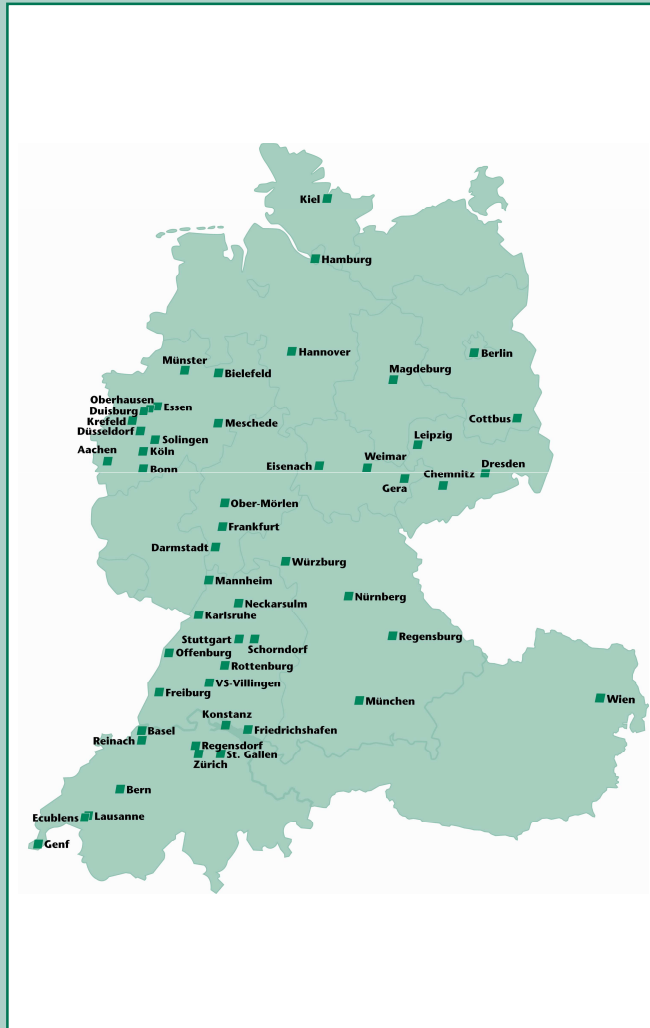 Kiel
Hamburg
Hannover
Berlin
Münster
Bielefeld
Magdeburg
Oberhausen
Essen
Duisburg
Krefeld
Meschede
Cottbus
Düsseldorf
Solingen
Leipzig
Aachen
Köln
Weimar
Bonn
Eisenach
Dresden
Chemnitz
Gera
Ober-Mörlen
Frankfurt
Darmstadt
Würzburg
Mannheim
Nürnberg
Neckarsulm
Karlsruhe
Stuttgart
Regensburg
Schorndorf
Offenburg
Rottenburg
VS-Villingen
Freiburg
München
Wien
Konstanz
Basel
Friedrichshafen
Reinach
Regensdorf
St. Gallen
Zürich
Bern
Ecublens
Lausanne
Genf